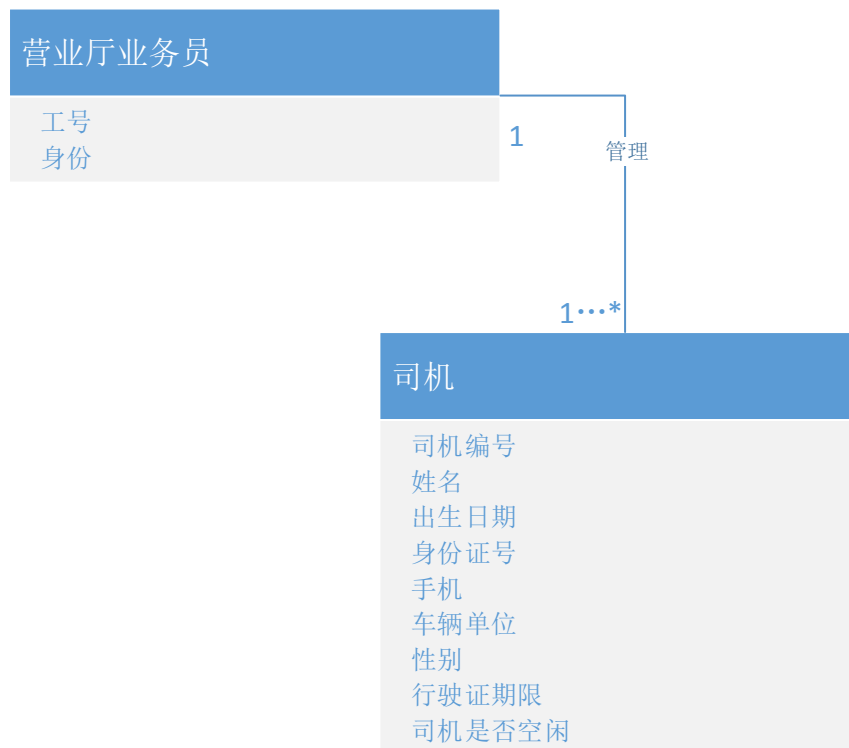 营业厅业务员
工号
身份
1
管理
1…*
司机
司机编号
姓名
出生日期
身份证号
手机
车辆单位
性别
行驶证期限
司机是否空闲